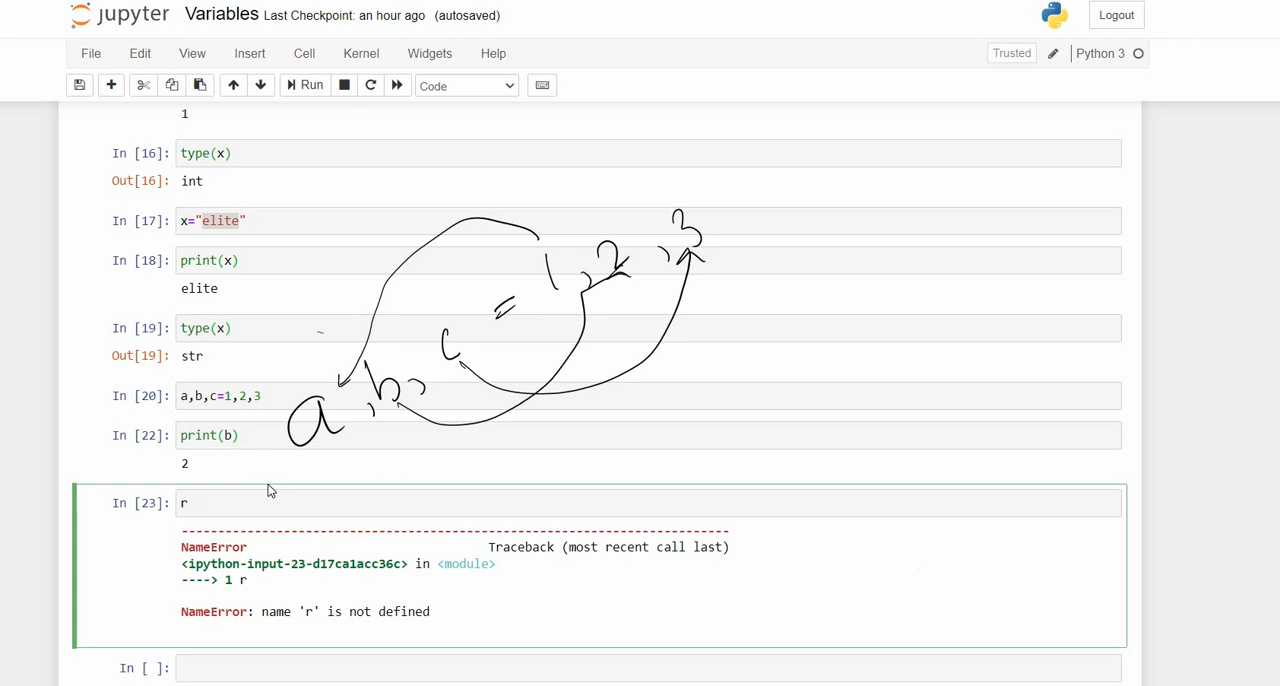 jupyter Variables Last Checkpoint: an hour ago (autosaved) Logout
File Edit View Insert Cell Kernel Widgets Help Trusted Python 3
Run Code
1
In [16]: type(x)
Out[16]: int
In [17]: x="elite"
In [18]: print(x)
elite
In [19]: type(x)
Out[19]: str
a, b, c = 1, 2, 3
In [20]: a,b,c=1,2,3
In [22]: print(b)
2
In [23]: r
---------------------------------------------------------------------------
NameError Traceback (most recent call last)
<ipython-input-23-d17ca1acc36c> in <module>
----> 1 r
NameError: name 'r' is not defined
In [ ]: